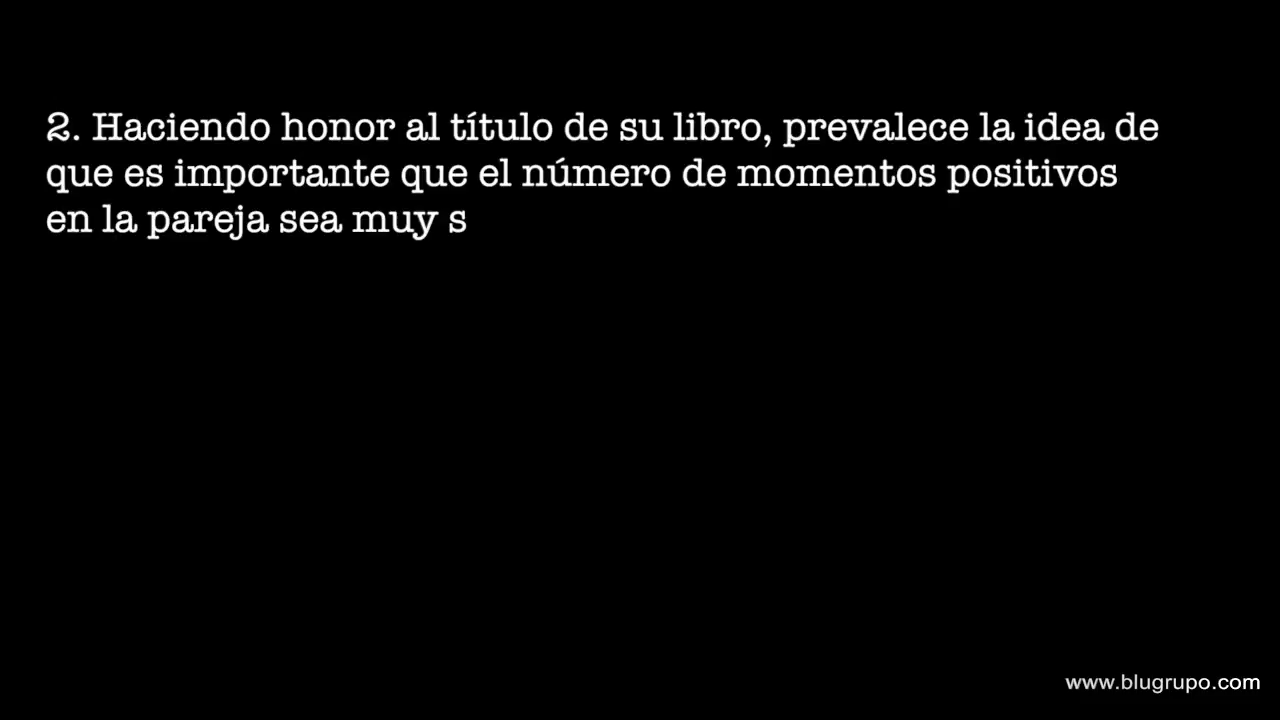 2. Haciendo honor al título de su libro, prevalece la idea de
que es importante que el número de momentos positivos
en la pareja sea muy s
www.blugrupo.com